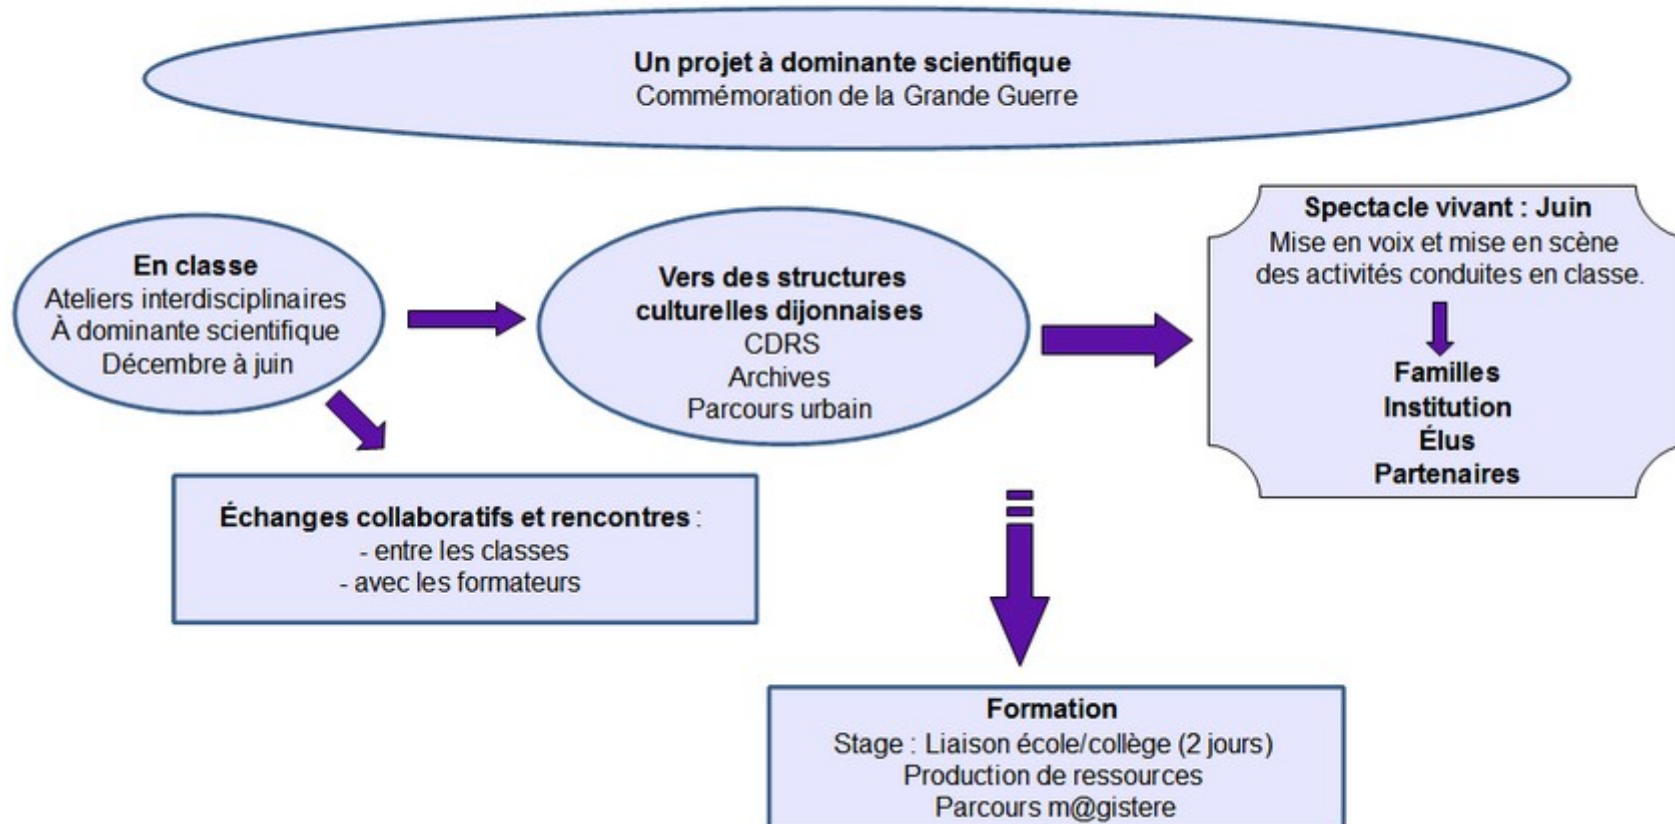 Un projet à dominante scientifique
Commémoration de la Grande Guerre
En classe
Ateliers interdisciplinaires
À dominante scientifique
Décembre à juin
Vers des structures
culturelles dijonnaises
CDRS
Archives
Parcours urbain
Spectacle vivant : Juin
Mise en voix et mise en scène
des activités conduites en classe.
Familles
Institution
Élus
Partenaires
Échanges collaboratifs et rencontres :
- entre les classes
- avec les formateurs
Formation
Stage : Liaison école/collège (2 jours)
Production de ressources
Parcours m@gistere